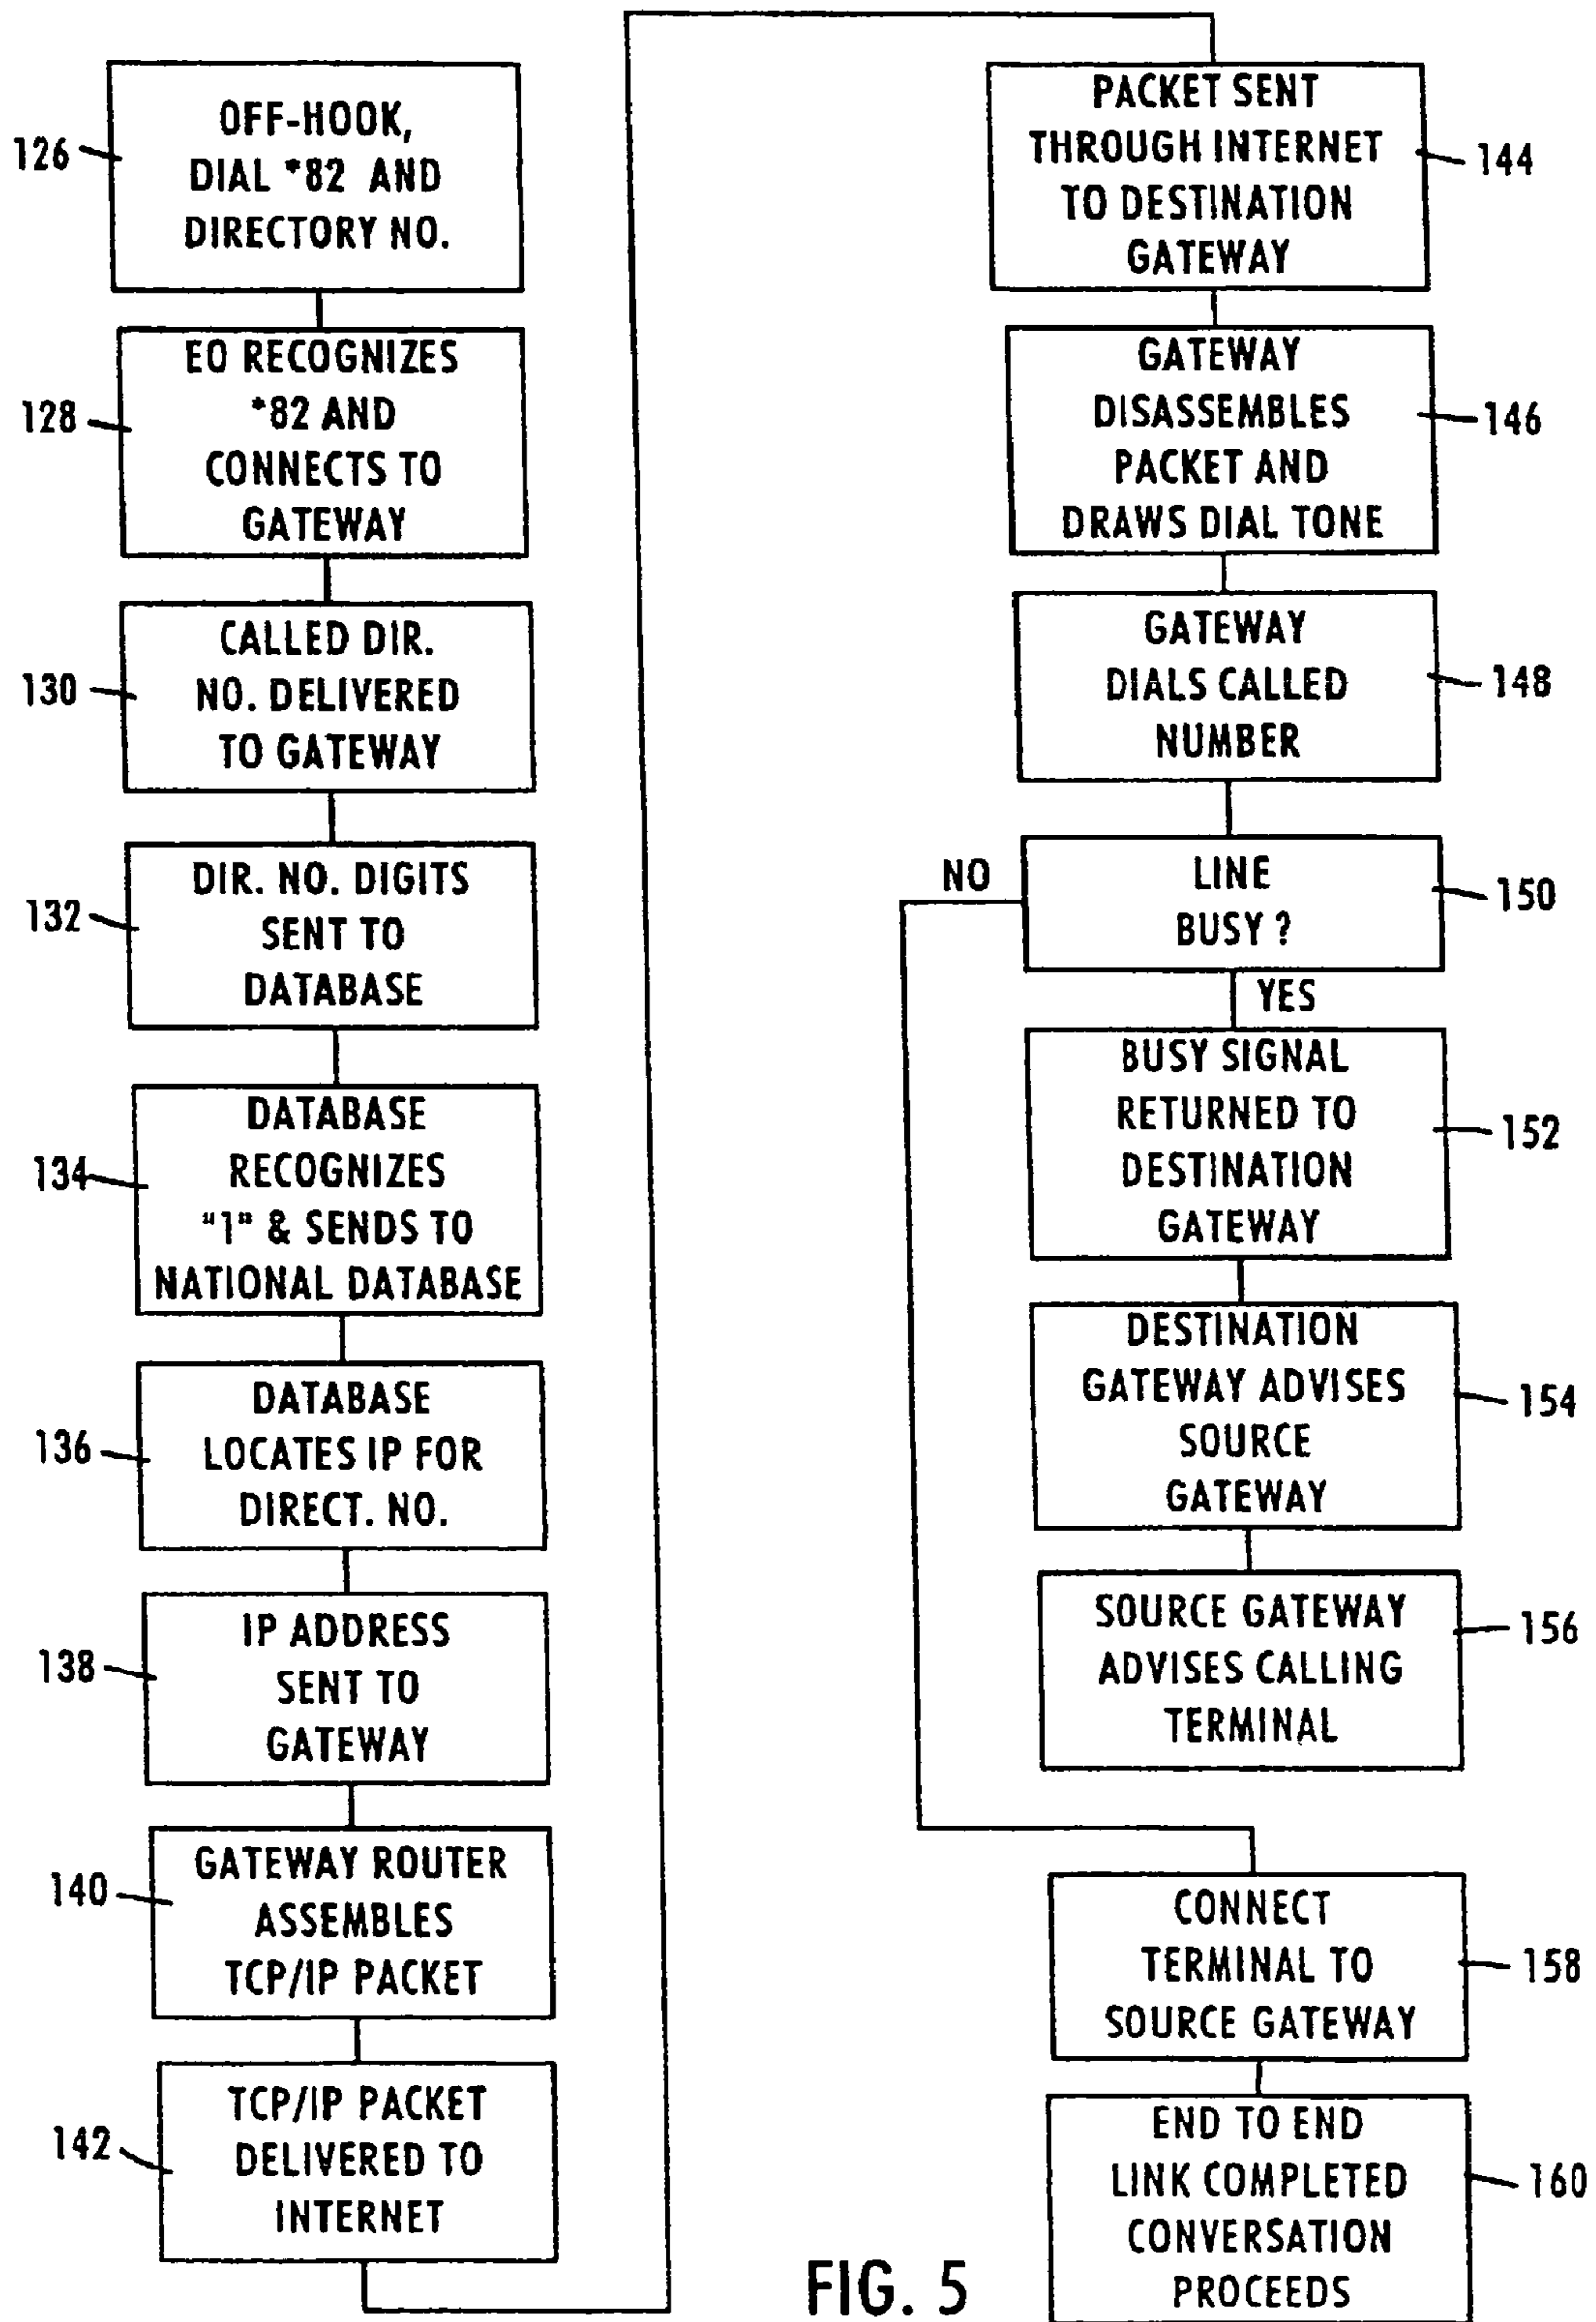 126
OFF-HOOK,
DIAL *82 AND
DIRECTORY NO.
128
EO RECOGNIZES
*82 AND
CONNECTS TO
GATEWAY
130
CALLED DIR.
NO. DELIVERED
TO GATEWAY
132
DIR. NO. DIGITS
SENT TO
DATABASE
134
DATABASE
RECOGNIZES
"1" & SENDS TO
NATIONAL DATABASE
136
DATABASE
LOCATES IP FOR
DIRECT. NO.
138
IP ADDRESS
SENT TO
GATEWAY
140
GATEWAY ROUTER
ASSEMBLES
TCP/IP PACKET
142
TCP/IP PACKET
DELIVERED TO
INTERNET
PACKET SENT
THROUGH INTERNET
TO DESTINATION
GATEWAY
144
GATEWAY
DISASSEMBLES
PACKET AND
DRAWS DIAL TONE
146
GATEWAY
DIALS CALLED
NUMBER
148
NO
LINE
BUSY ?
150
YES
BUSY SIGNAL
RETURNED TO
DESTINATION
GATEWAY
152
DESTINATION
GATEWAY ADVISES
SOURCE
GATEWAY
154
SOURCE GATEWAY
ADVISES CALLING
TERMINAL
156
CONNECT
TERMINAL TO
SOURCE GATEWAY
158
END TO END
LINK COMPLETED
CONVERSATION
PROCEEDS
160
FIG. 5